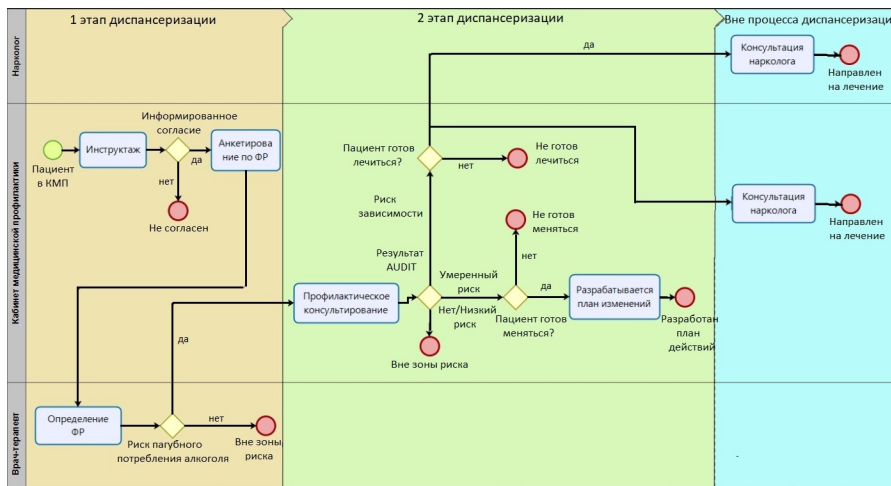 1 этап диспансеризации
2 этап диспансеризации
Вне процесса диспансеризаци
Нарколог
да
Консультация
нарколога
Направлен
на лечение
Кабинет медицинской профилактики
Информированное
согласие
Инструктаж
да
Анкетирова
ние по ФР
Пациент
в КМП
нет
Не согласен
Пациент готов
лечиться?
нет
Не готов
лечиться
Риск
зависимости
Консультация
нарколога
Направлен
на лечение
Не готов
меняться
нет
Результат
AUDIT
Умеренный
риск
Профилактическое
консультирование
Нет/Низкий
риск
да
Разрабатывается
план изменений
Пациент готов
меняться?
Разработан
план
действий
да
Вне зоны риска
Врач-терапевт
Определение
ФР
нет
Риск пагубного
потребления алкоголя
Вне зоны
риска